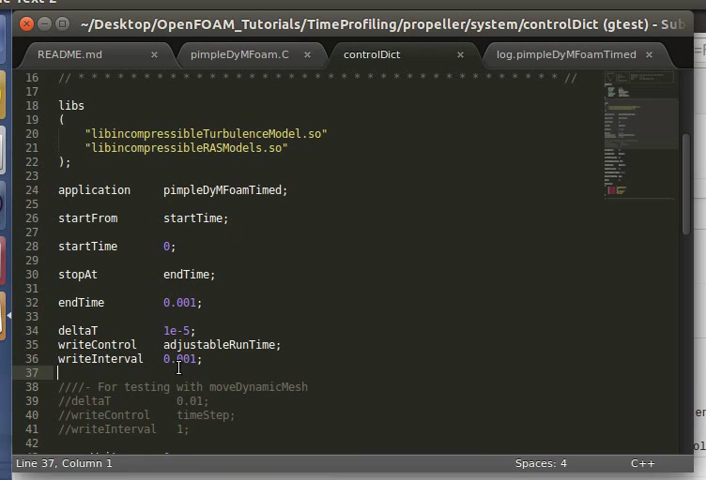 ~/Desktop/OpenFOAM_Tutorials/TimeProfiling/propeller/system/controlDict (gtest) - Sub
README.md
pimpleDyMFoam.C
controlDict
log.pimpleDyMFoamTimed
16 // * * * * * * * * * * * * * * * * * * * * * * * * * * * * * * * * * * * * * //
17
18 libs
19 (
20 "libincompressibleTurbulenceModel.so"
21 "libincompressibleRASModels.so"
22 );
23
24 application pimpleDyMFoamTimed;
25
26 startFrom startTime;
27
28 startTime 0;
29
30 stopAt endTime;
31
32 endTime 0.001;
33
34 deltaT 1e-5;
35 writeControl adjustableRunTime;
36 writeInterval 0.001;
37
38 ////- For testing with moveDynamicMesh
39 //deltaT 0.01;
40 //writeControl timeStep;
41 //writeInterval 1;
42
Line 37, Column 1
Spaces: 4
C++